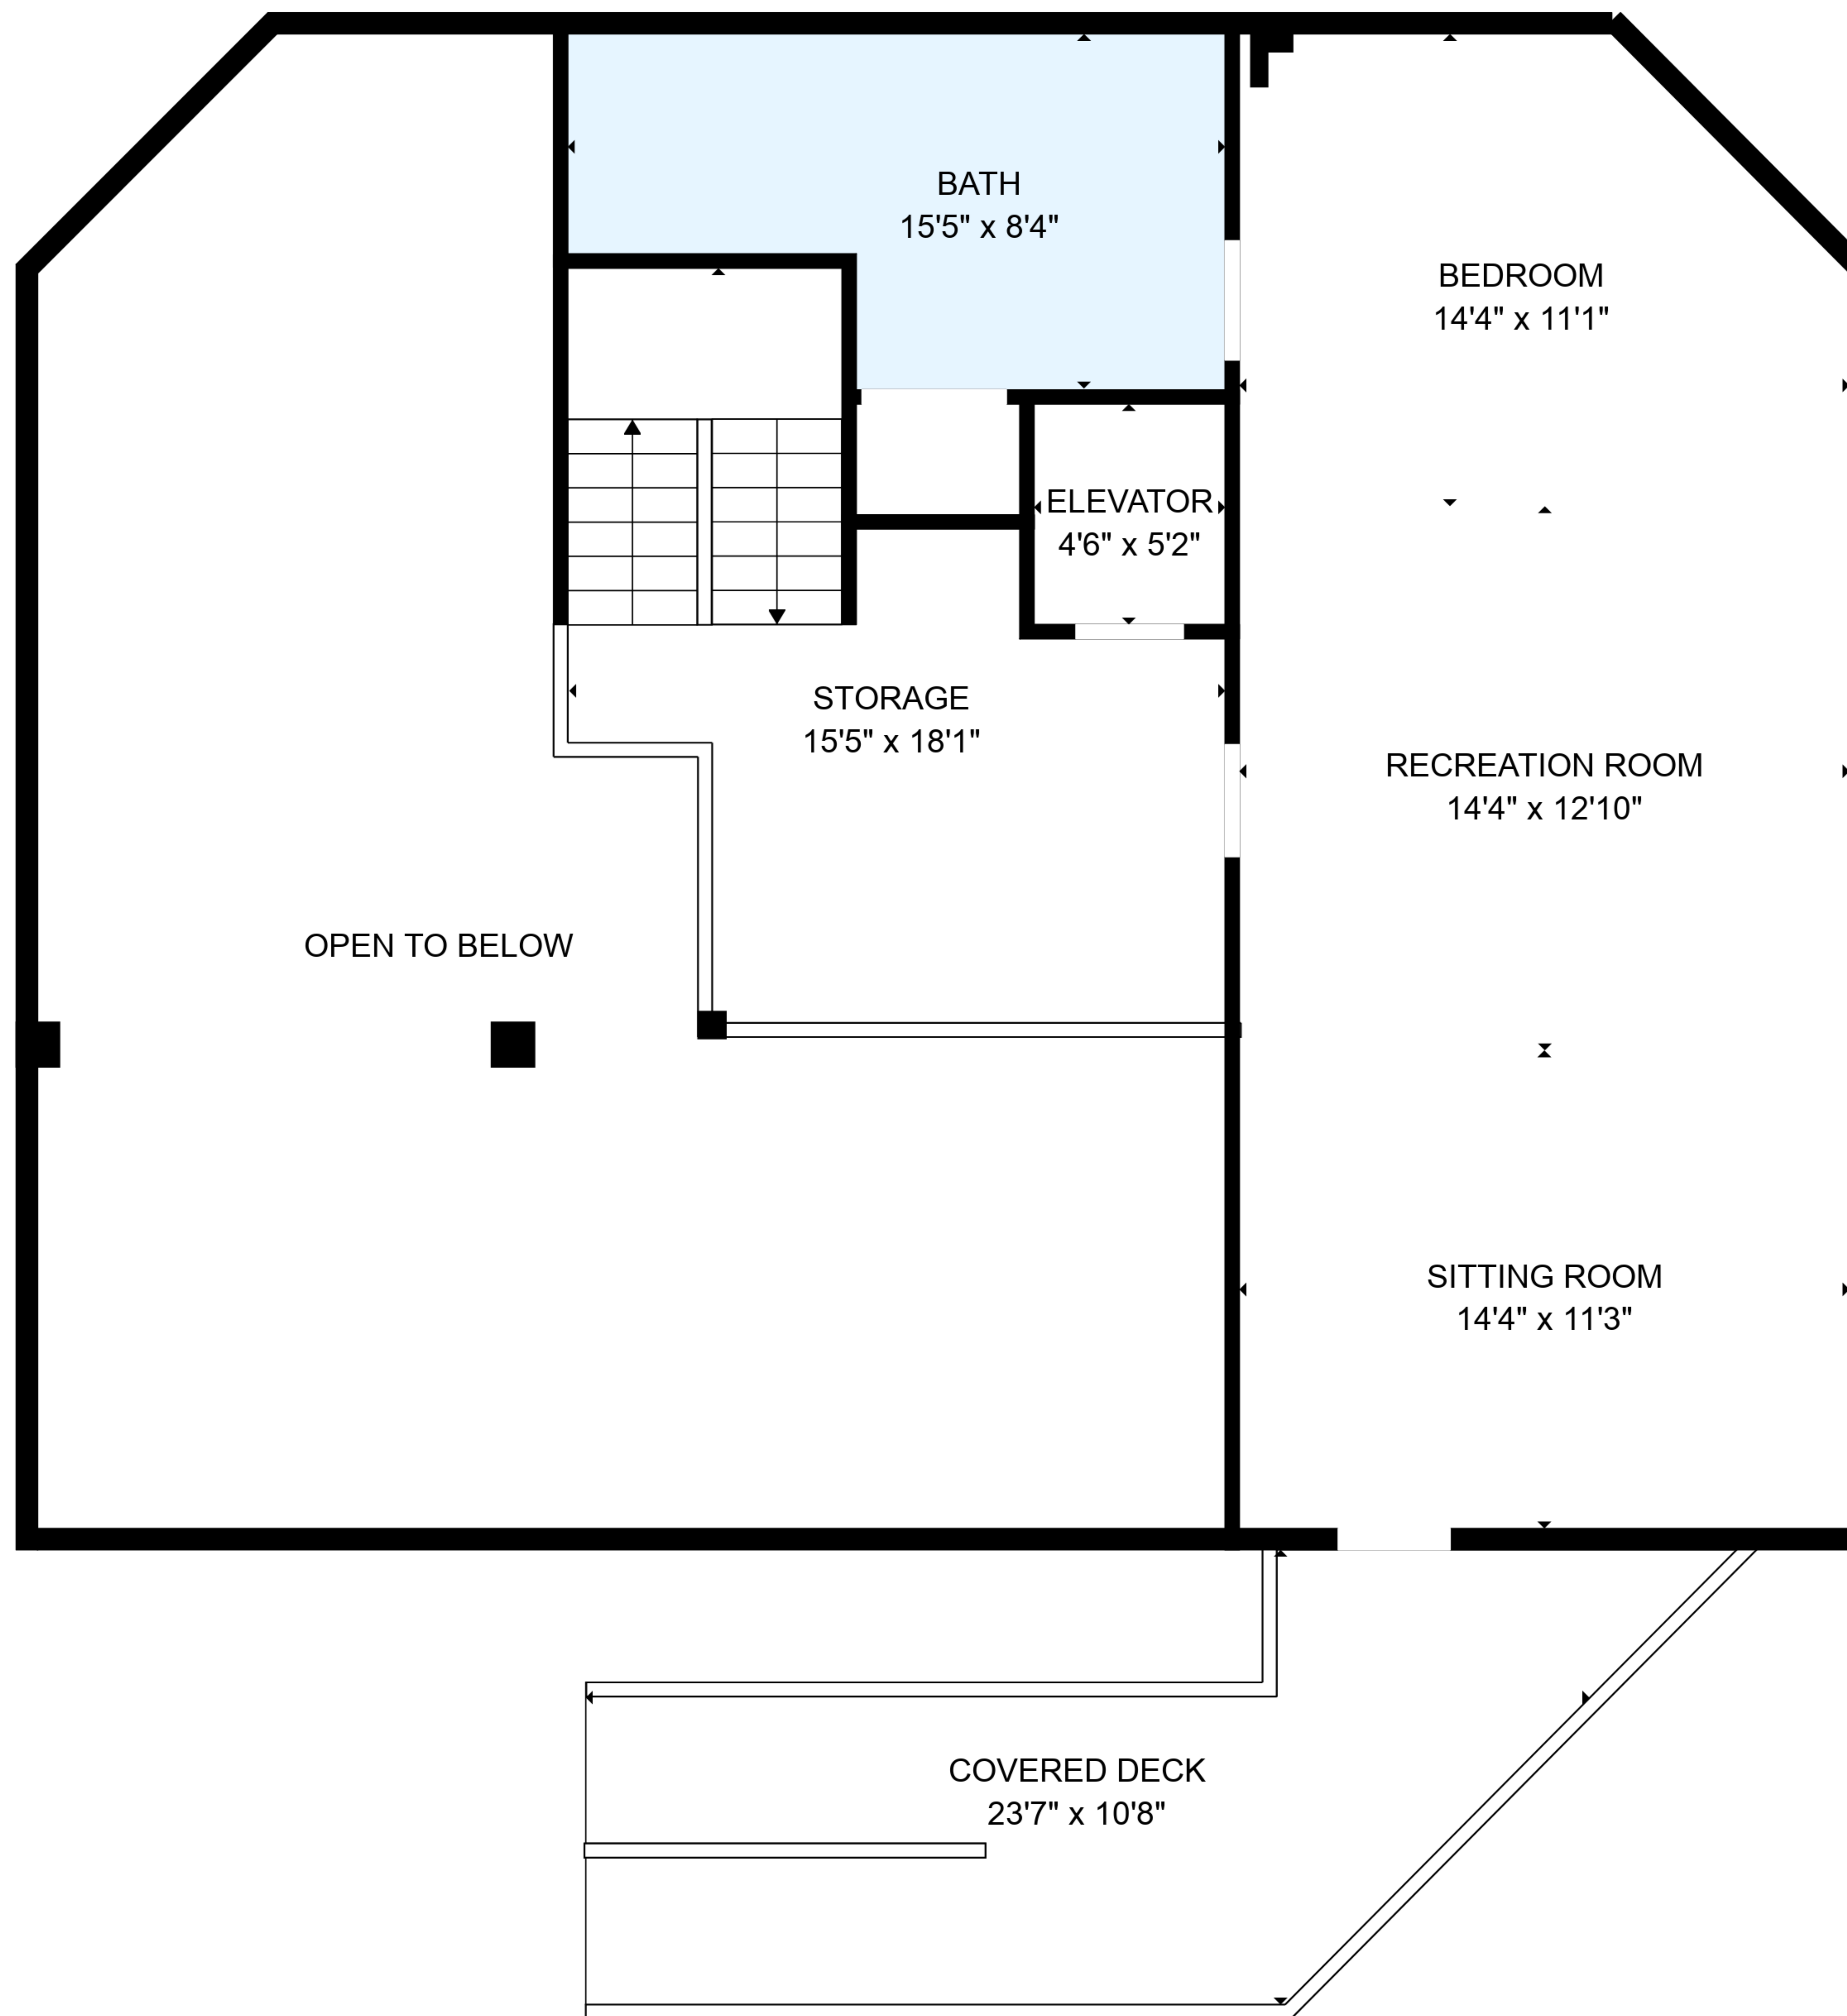 BATH
15'5" x 8'4"
BEDROOM
14'4" x 11'1"
ELEVATOR
4'6" x 5'2"
STORAGE
15'5" x 18'1"
RECREATION ROOM
14'4" x 12'10"
OPEN TO BELOW
SITTING ROOM
14'4" x 11'3"
COVERED DECK
23'7" x 10'8"